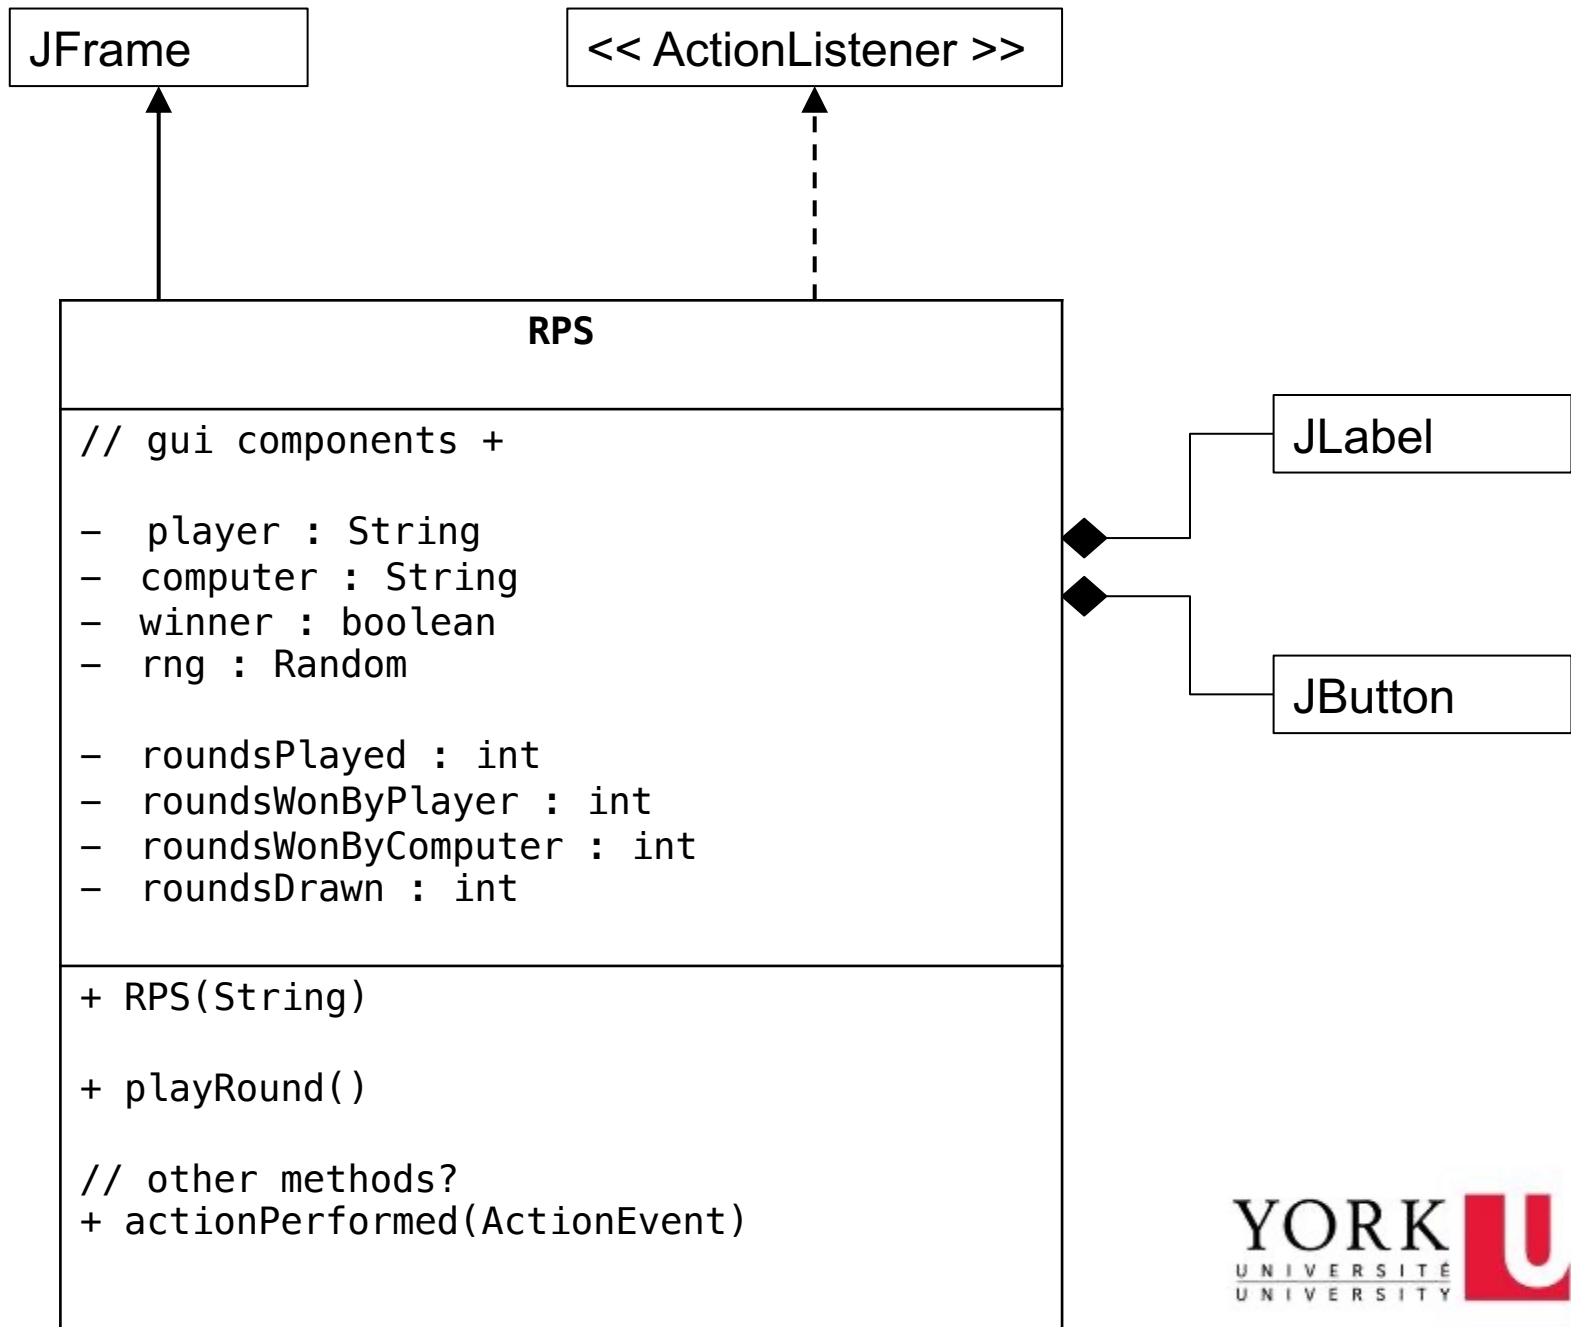 JFrame
<< ActionListener >>
RPS
// gui components +
– player : String
– computer : String
– winner : boolean
– rng : Random
– roundsPlayed : int
– roundsWonByPlayer : int
– roundsWonByComputer : int
– roundsDrawn : int
+ RPS(String)
+ playRound()
// other methods?
+ actionPerformed(ActionEvent)
JLabel
JButton
YORK U
UNIVERSITÉ
UNIVERSITY